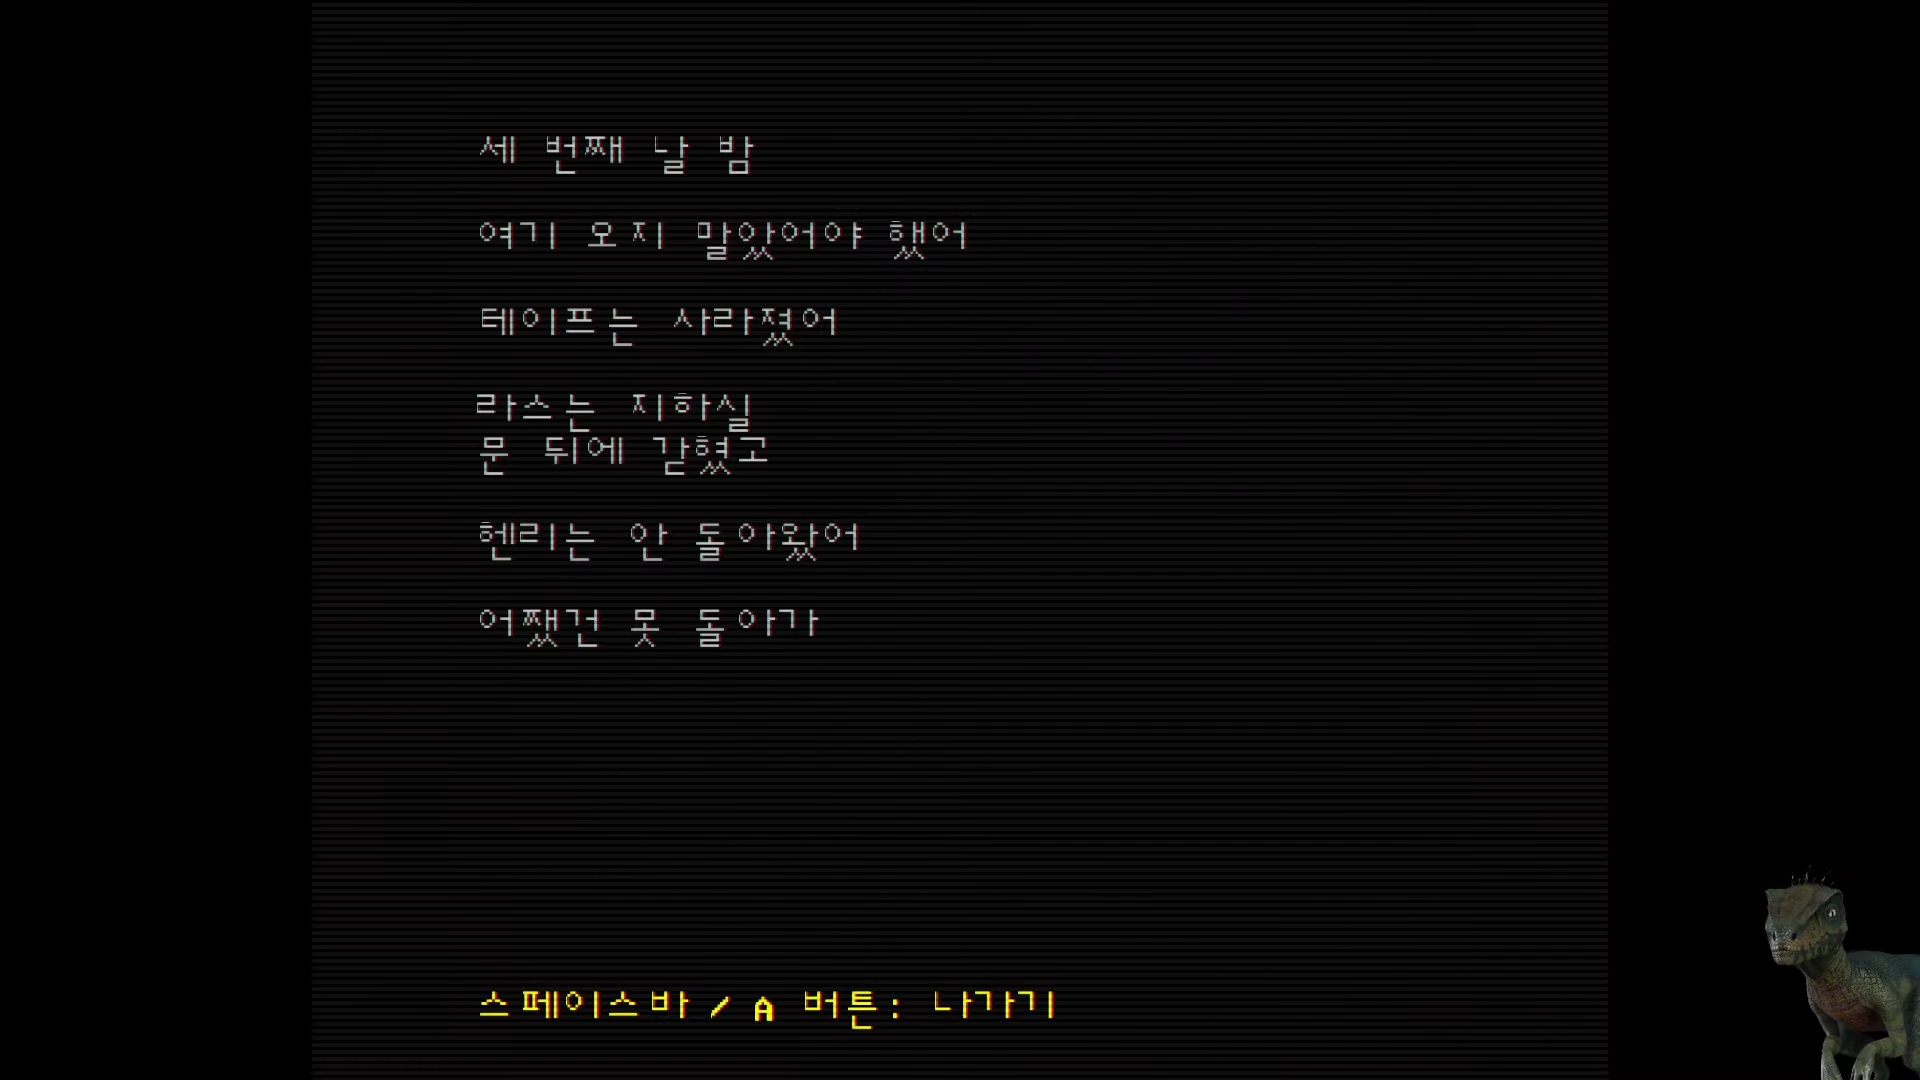 세 번째 날 밤
여기 오지 말았어야 했어
테이프는 사라졌어
라스는 지하실
문 뒤에 갇혔고
헨리는 안 돌아왔어
어쨌건 못 돌아가
스페이스바 / A 버튼: 나가기